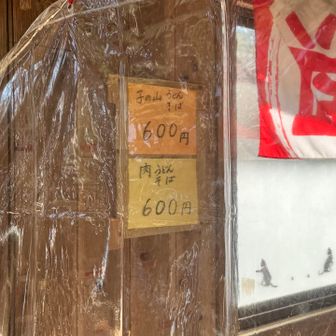 子の山 うどん
そば
600円
肉 うどん
そば
600円